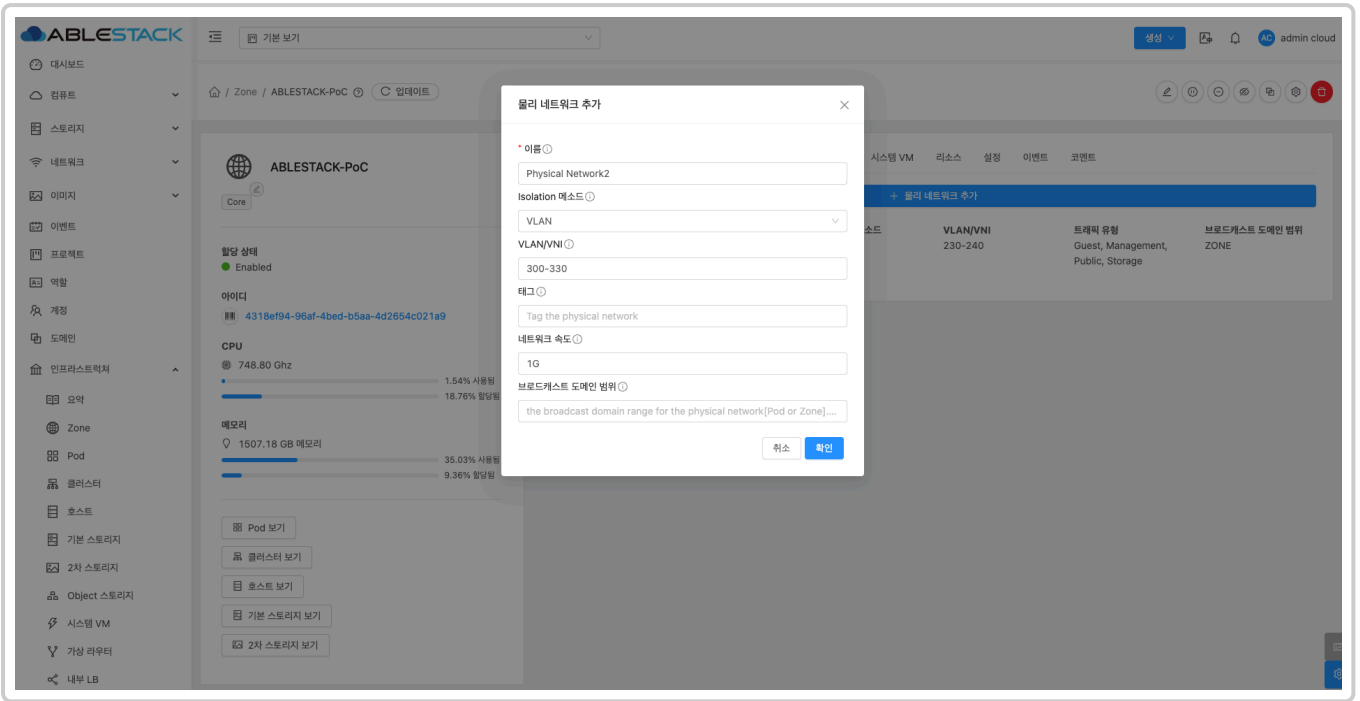 ABLESTACK
기본 보기
생성
AC admin cloud
대시보드
컴퓨트
스토리지
네트워크
이미지
이벤트
프로젝트
역할
계정
도메인
인프라스트럭쳐
요약
Zone
Pod
클러스터
호스트
기본 스토리지
2차 스토리지
Object 스토리지
시스템 VM
가상 라우터
내부 LB
/ Zone / ABLESTACK-PoC 업데이트
ABLESTACK-PoC
Core
할당 상태
Enabled
아이디
4318ef94-96af-4bed-b5aa-4d2654c021a9
CPU
748.80 Ghz
1.54% 사용됨
18.76% 할당됨
메모리
1507.18 GB 메모리
35.03% 사용됨
9.36% 할당됨
Pod 보기
클러스터 보기
호스트 보기
기본 스토리지 보기
2차 스토리지 보기
물리 네트워크 추가
* 이름
Physical Network2
Isolation 메소드
VLAN
VLAN/VNI
300-330
태그
Tag the physical network
네트워크 속도
1G
브로드캐스트 도메인 범위
the broadcast domain range for the physical network[Pod or Zone]....
취소
확인
시스템 VM 리소스 설정 이벤트 코멘트
+ 물리 네트워크 추가
소드 VLAN/VNI 트래픽 유형 브로드캐스트 도메인 범위
230-240 Guest, Management, ZONE
Public, Storage